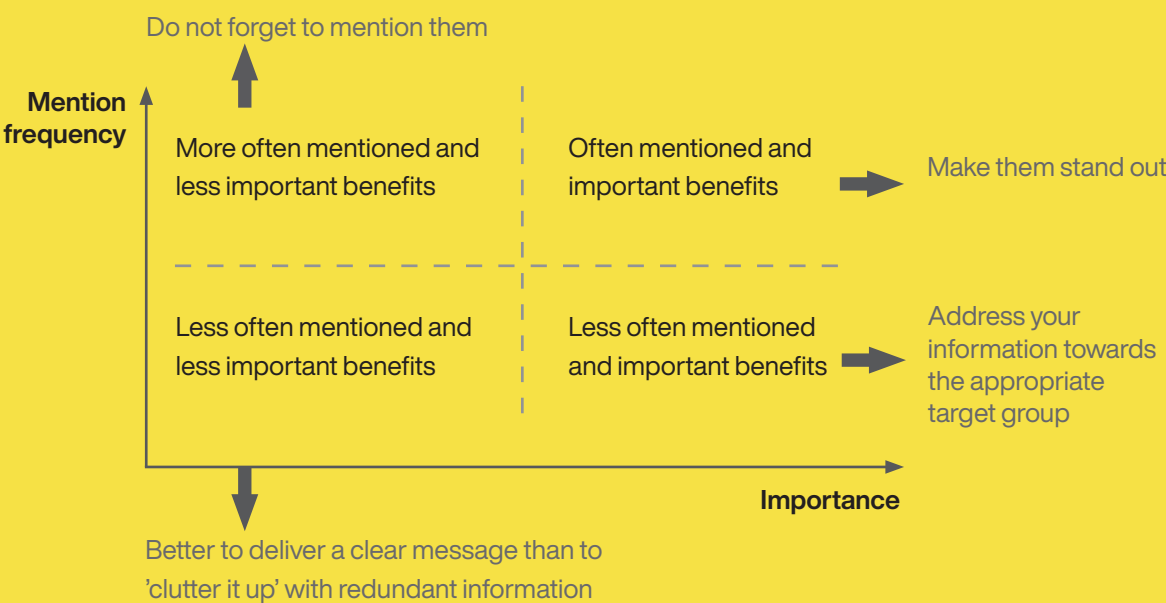 Do not forget to mention them
Mention
frequency
More often mentioned and
less important benefits
Often mentioned and
important benefits
Make them stand out
Less often mentioned and
less important benefits
Less often mentioned
and important benefits
Address your
information towards
the appropriate
target group
Importance
Better to deliver a clear message than to
’clutter it up’ with redundant information